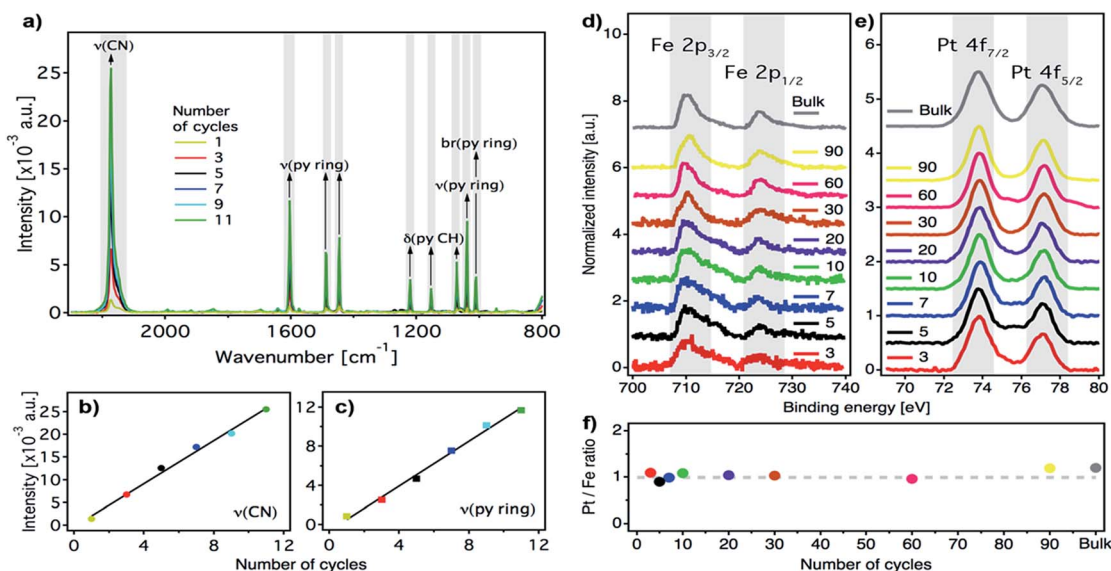 a)
ν(CN)
Number
of cycles
1
3
5
7
9
11
ν(py ring)
br(py ring)
ν(py ring)
δ(py CH)
Intensity [x10⁻³ a.u.]
25
20
15
10
5
0
2000
1600
1200
800
Wavenumber [cm⁻¹]
b)
Intensity [x10⁻³ a.u.]
25
20
15
10
5
0
0
4
8
12
ν(CN)
Number of cycles
c)
12
8
4
0
0
4
8
12
ν(py ring)
Number of cycles
d)
Fe 2p3/2
Fe 2p1/2
Bulk
90
60
30
20
10
7
5
3
Normalized intensity [a.u.]
10
8
6
4
2
0
700
710
720
730
740
e)
Pt 4f7/2
Pt 4f5/2
Bulk
90
60
30
20
10
7
5
3
6
5
4
3
2
1
0
70
72
74
76
78
80
Binding energy [eV]
f)
Pt / Fe ratio
2
1
0
0
10
20
30
40
50
60
70
80
90
Bulk
Number of cycles